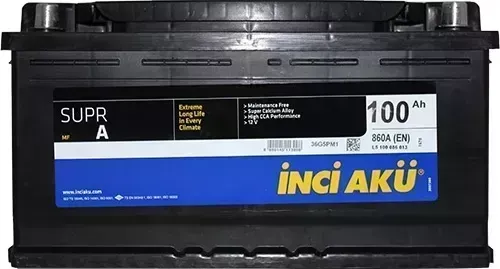 SUPR
A
MF
Extreme
Long Life
in Every
Climate
Maintenance Free
Super Calcium Alloy
High CCA Performance
12 V
100 Ah
860A (EN)
36G5PM1
İNCİ AKÜ
www.inciaku.com